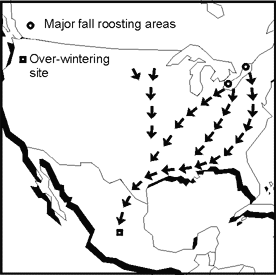 Major fall roosting areas
Over-wintering
site